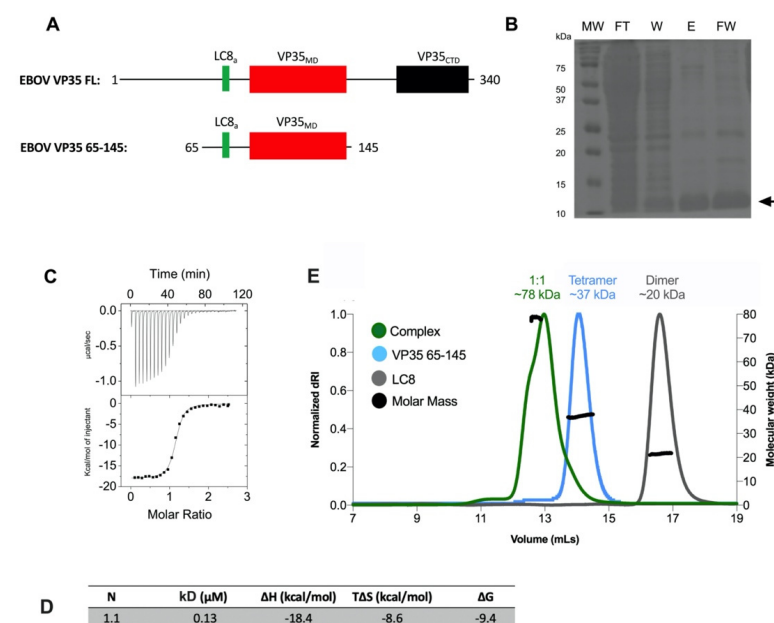 A
LC8a VP35MD VP35CTD
EBOV VP35 FL: 1 340
LC8a VP35MD
EBOV VP35 65-145: 65 145
B
kDa MW FT W E FW
75
50
37
25
20
15
10
C
Time (min)
0 40 80 120
0.0
-0.5
-1.0
µcal/sec
0
-5
-10
-15
-20
Kcal/mol of injectant
0 1 2 3
Molar Ratio
E
1:1 Tetramer Dimer
~78 kDa ~37 kDa ~20 kDa
Complex
VP35 65-145
LC8
Molar Mass
1.0
0.8
0.6
0.4
0.2
0.0
Normalized dRI
80
70
60
50
40
30
20
10
0
Molecular weight (kDa)
7 9 11 13 15 17 19
Volume (mLs)
D
N kD (µM) ΔH (kcal/mol) TΔS (kcal/mol) ΔG
1.1 0.13 -18.4 -8.6 -9.4